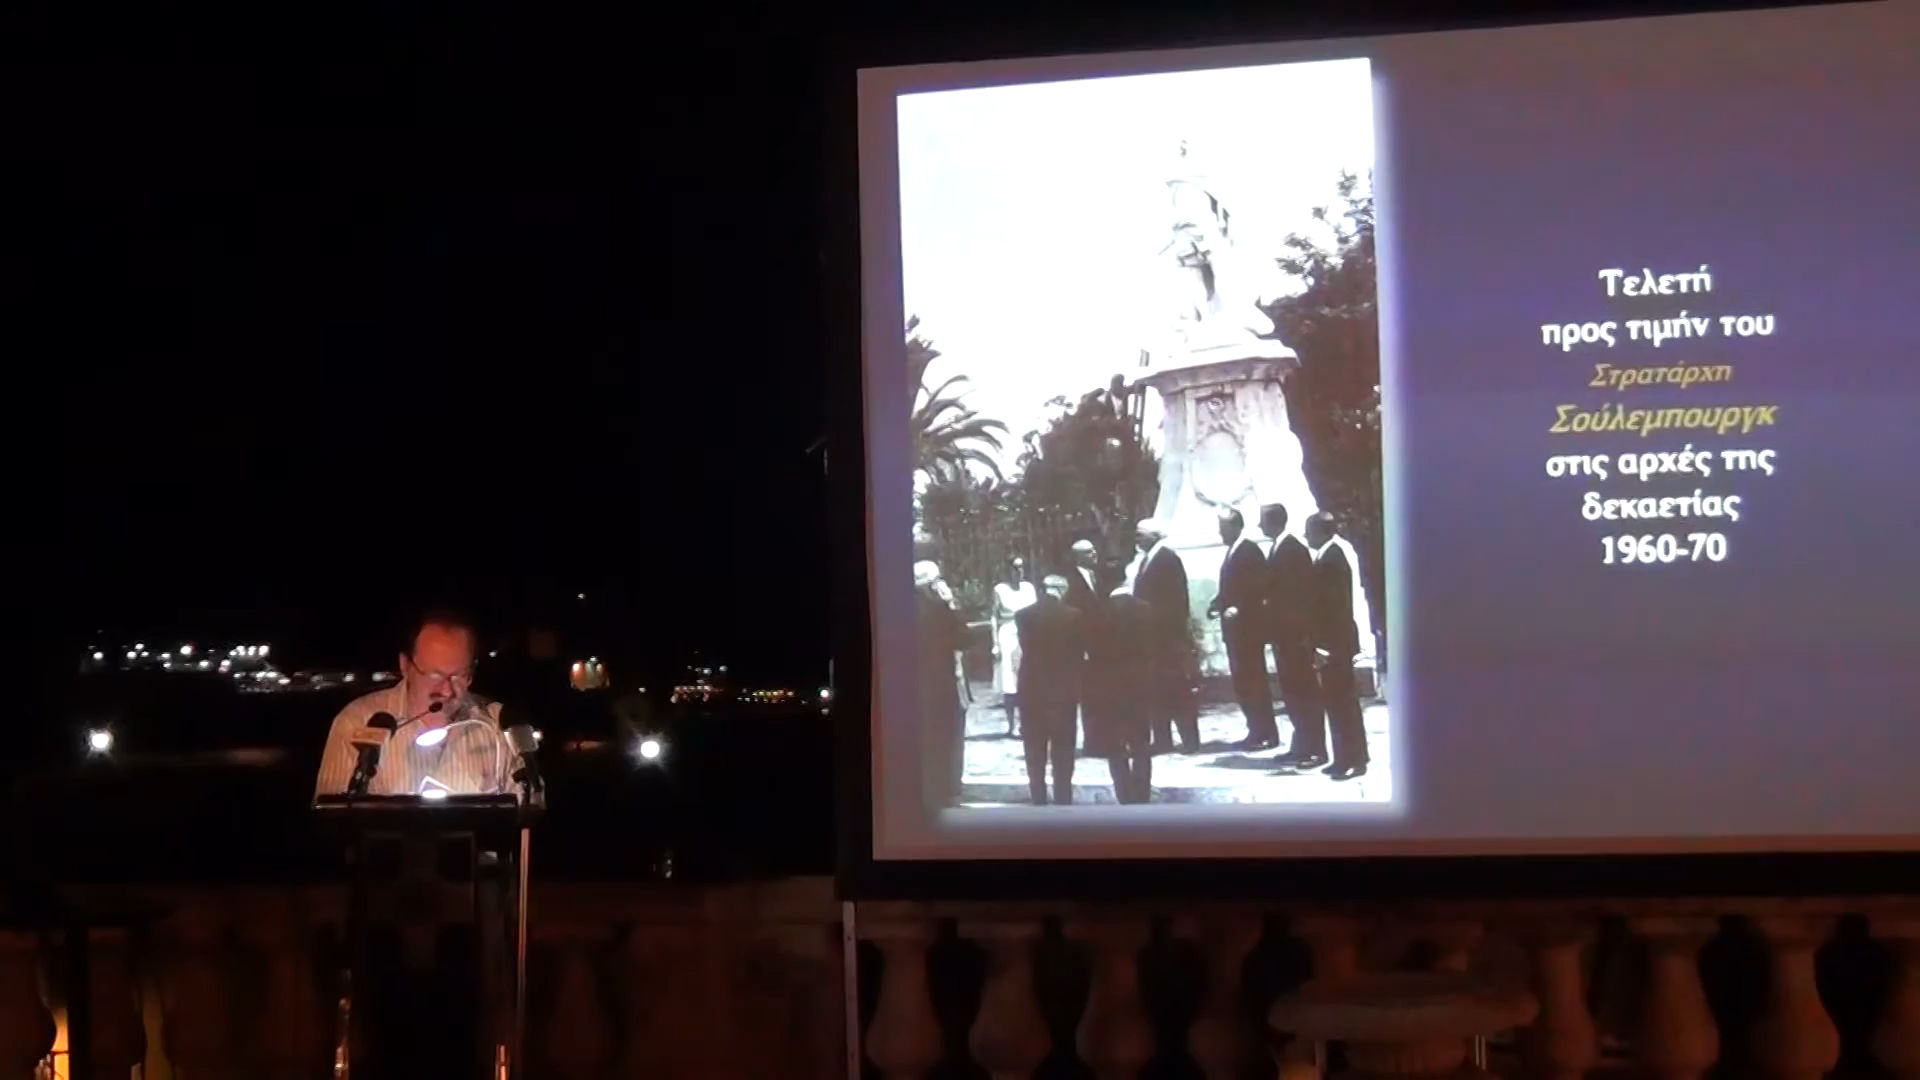 Τελετή
προς τιμήν του
Στρατάρχη
Σούλεμπουργκ
στις αρχές της
δεκαετίας
1960-70